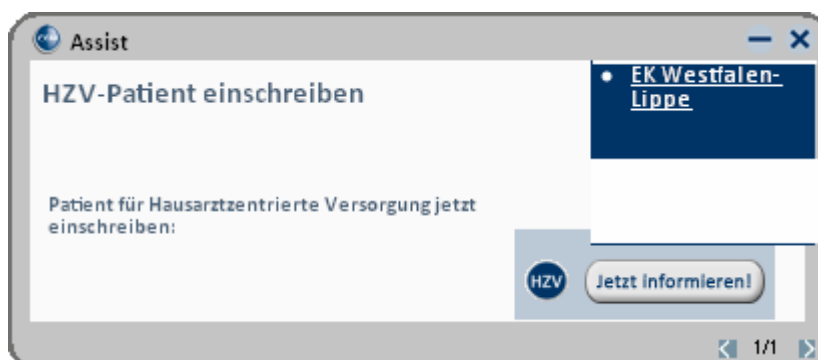 Assist
HZV-Patient einschreiben
EK Westfalen-
Lippe
Patient für Hausarztzentrierte Versorgung jetzt
einschreiben:
HZV
Jetzt informieren!
1/1